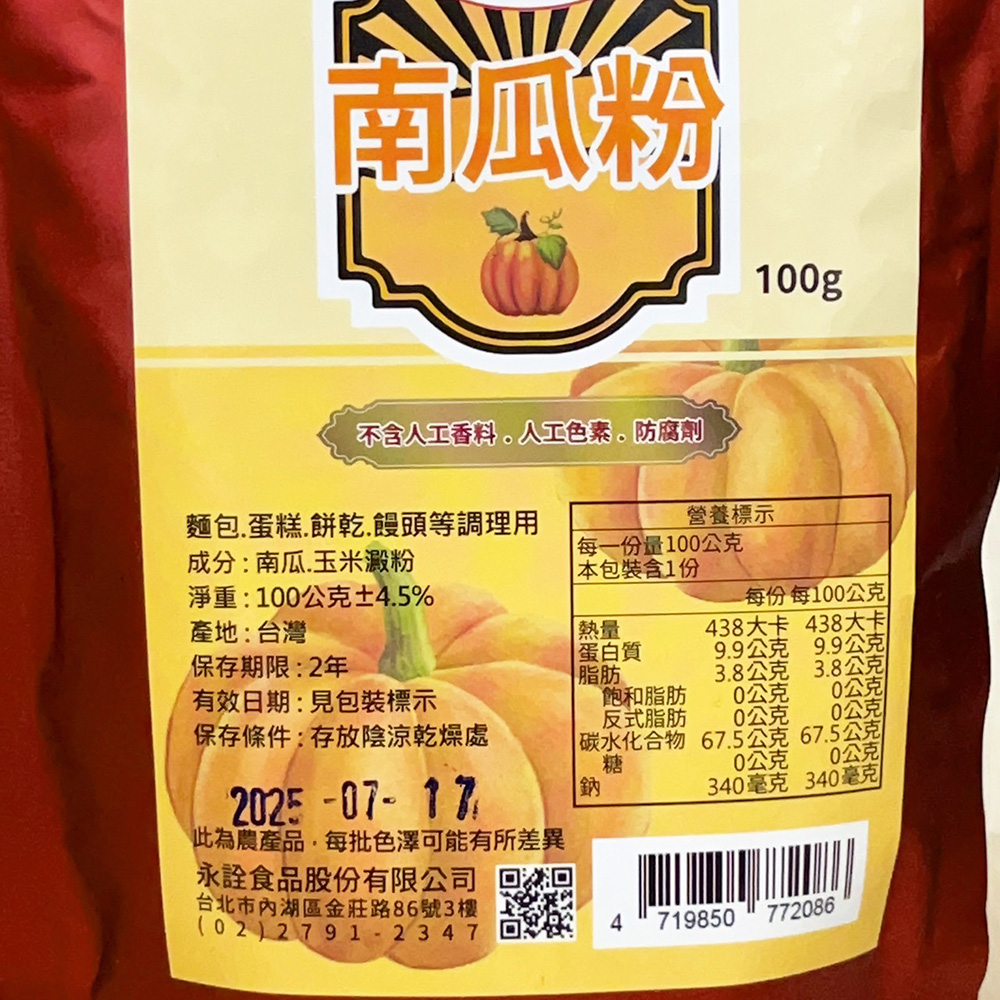 南瓜粉
100g
不含人工香料．人工色素．防腐劑
麵包.蛋糕.餅乾.饅頭等調理用
成分:南瓜.玉米澱粉
淨重:100公克±4.5%
產地:台灣
保存期限:2年
有效日期:見包裝標示
保存條件:存放陰涼乾燥處
2025 -07- 17
此為農產品，每批色澤可能有所差異
永詮食品股份有限公司
台北市內湖區金莊路86號3樓
(02)2791-2347
營養標示
每一份量100公克
本包裝含1份
每份 每100公克
熱量 438大卡 438大卡
蛋白質 9.9公克 9.9公克
脂肪 3.8公克 3.8公克
飽和脂肪 0公克 0公克
反式脂肪 0公克 0公克
碳水化合物 67.5公克 67.5公克
糖 0公克 0公克
鈉 340毫克 340毫克
4 719850 772086